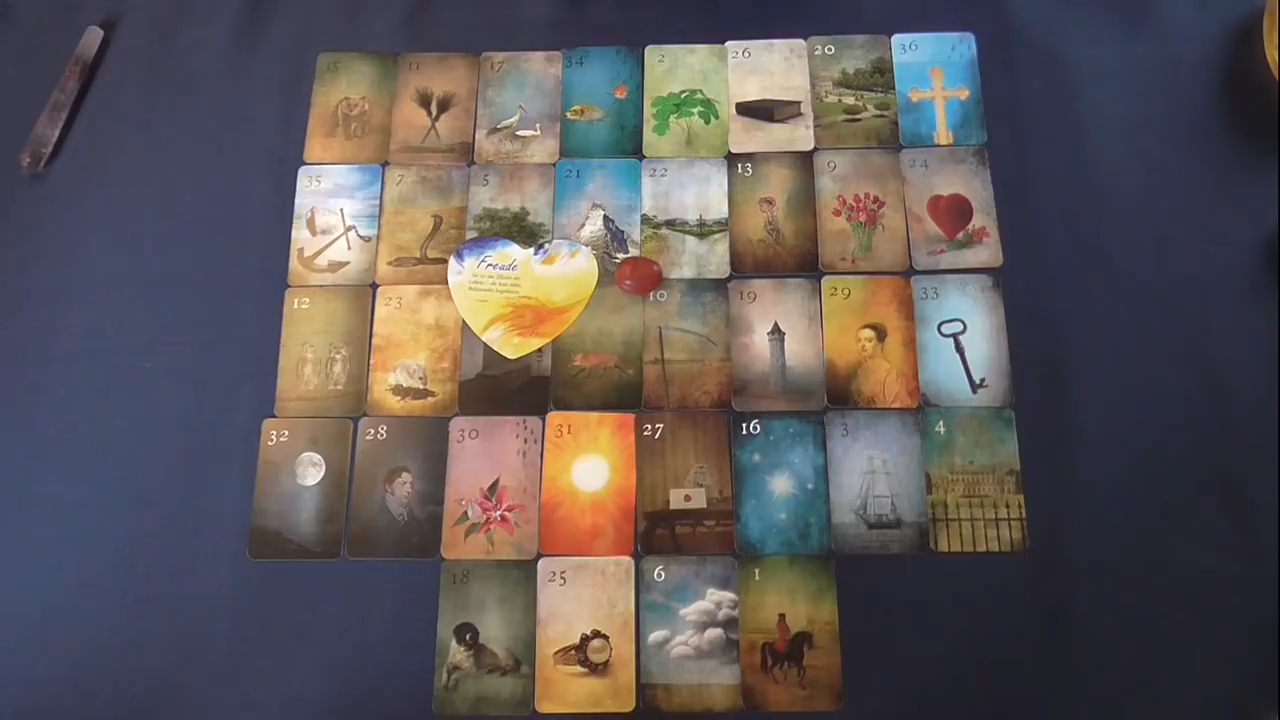 15 11 17 34 2 26 20 36
35 7 5 21 22 13 9 24
Freude
12 23 10 19 29 33
32 28 30 31 27 16 3 4
18 25 6 1